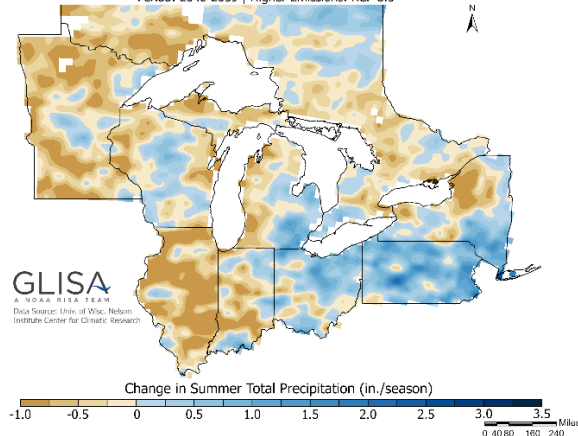 N
GLISA
A NOAA RISA TEAM
Data Source: Univ. of Wisc. Nelson
Institute Center for Climatic Research
Change in Summer Total Precipitation (in./season)
-1.0 -0.5 0 0.5 1.0 1.5 2.0 2.5 3.0 3.5
Miles
0 40 80 160 240